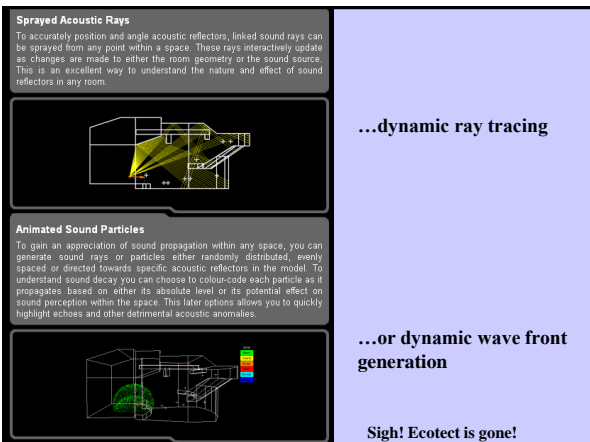 Sprayed Acoustic Rays
To accurately position and angle acoustic reflectors, linked sound rays can
be sprayed from any point within a space. These rays interactively update
as changes are made to either the room geometry or the sound source.
This is an excellent way to understand the nature and effect of sound
reflectors in any room.
…dynamic ray tracing
Animated Sound Particles
To gain an appreciation of sound propagation within any space, you can
generate sound rays or particles either randomly distributed, evenly
spaced or directed towards specific acoustic reflectors in the model. To
understand sound decay you can choose to colour-code each particle as it
propagates based on either its absolute level or its potential effect on
sound perception within the space. This later options allows you to quickly
highlight echoes and other detrimental acoustic anomalies.
…or dynamic wave front
generation
Sigh! Ecotect is gone!